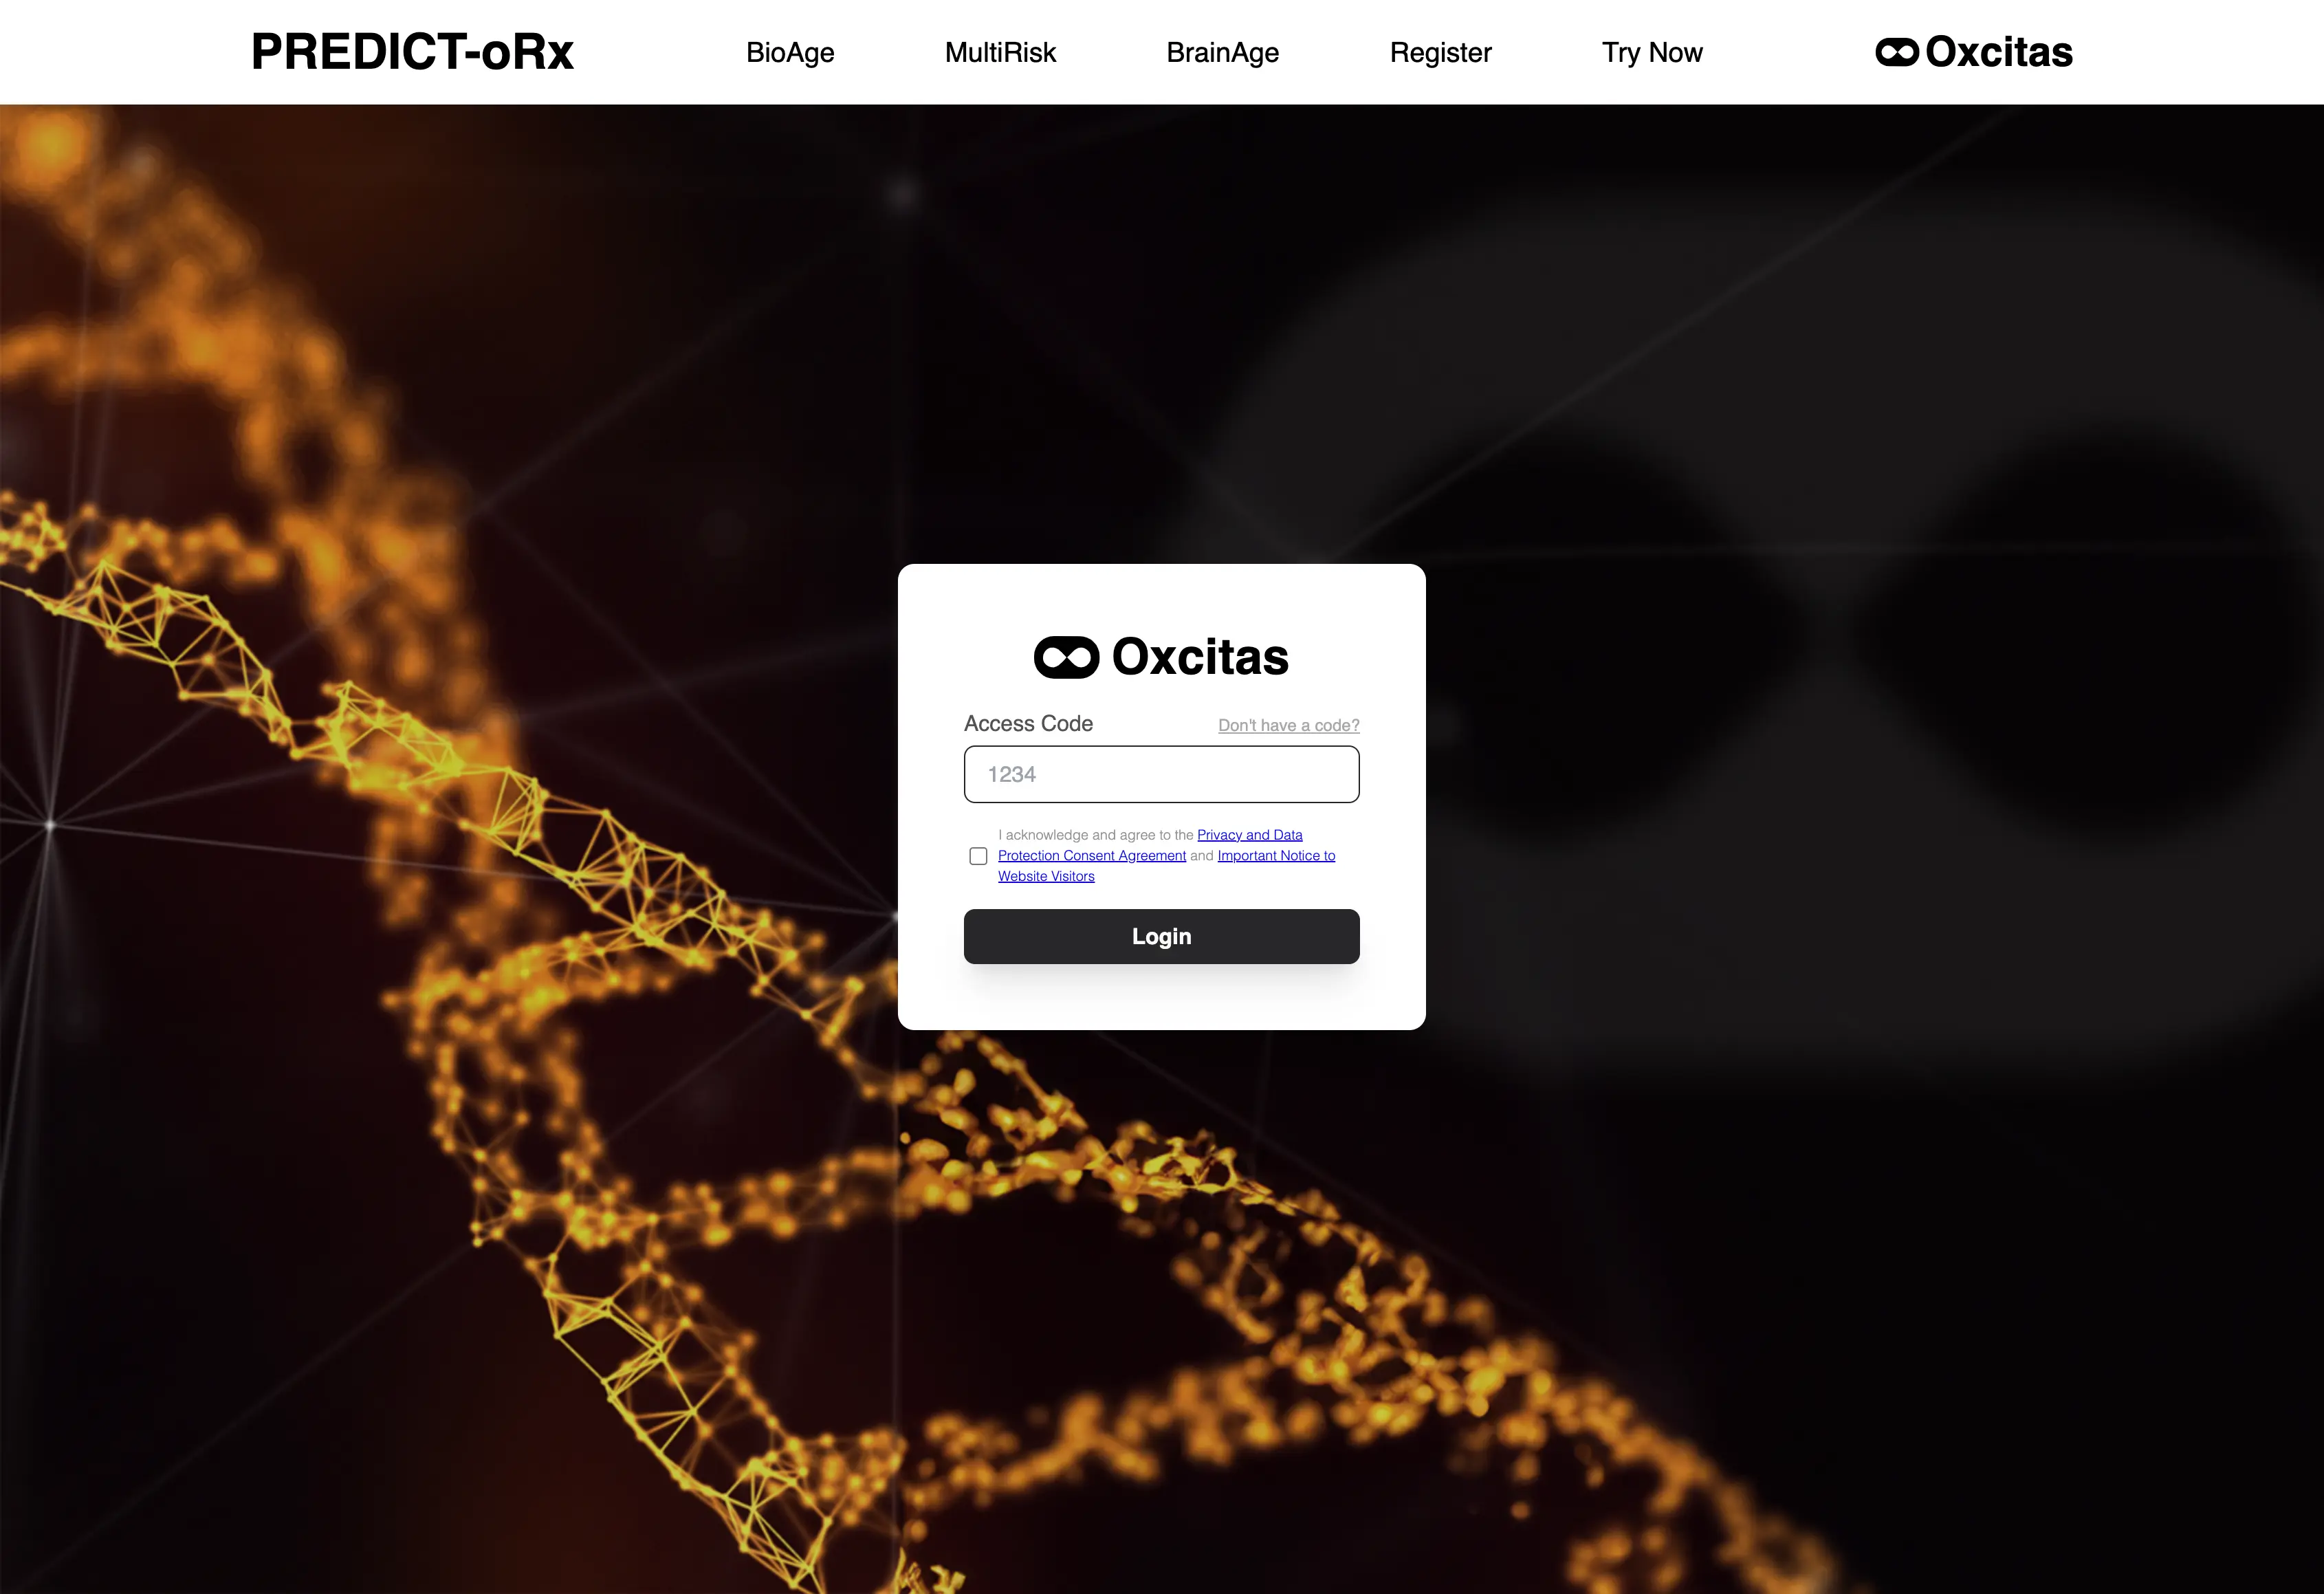 PREDICT-oRx
BioAge
MultiRisk
BrainAge
Register
Try Now
Oxcitas
Oxcitas
Access Code
Don't have a code?
1234
I acknowledge and agree to the Privacy and Data
Protection Consent Agreement and Important Notice to
Website Visitors
Login